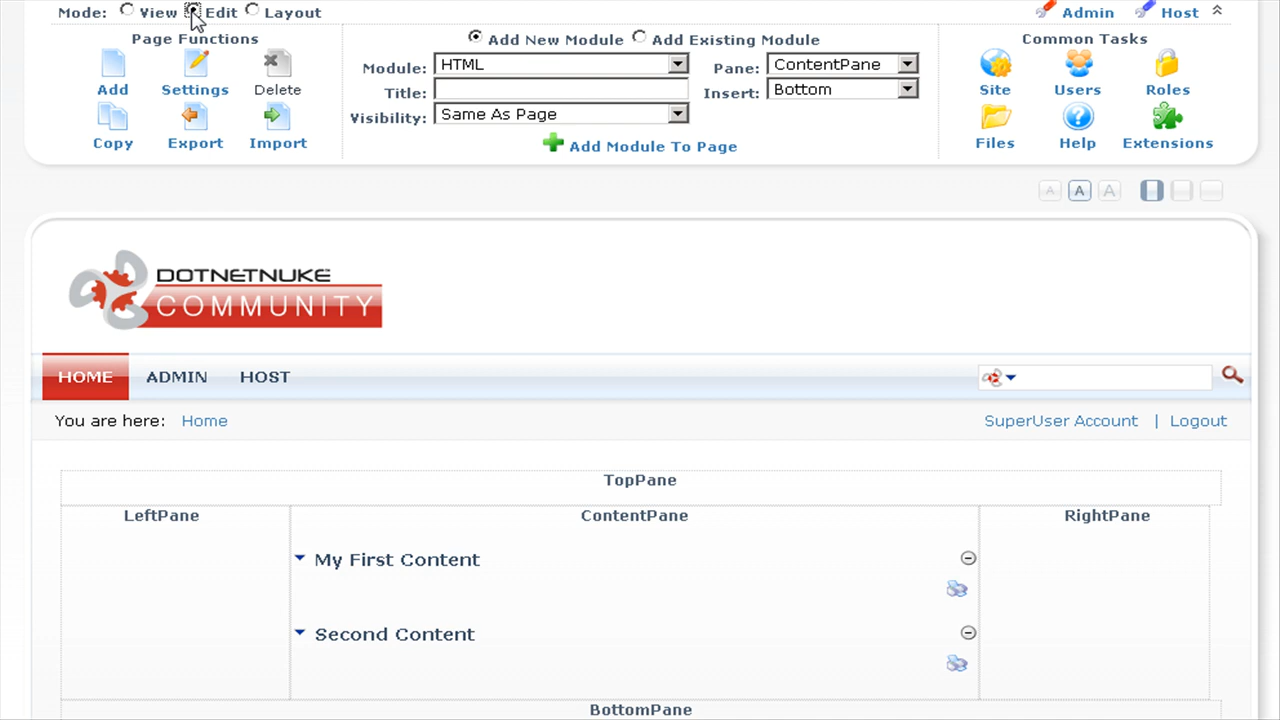 Mode: View Edit Layout Admin Host
Page Functions
Add Settings Delete
Copy Export Import
Add New Module Add Existing Module
Module: HTML Pane: ContentPane
Title: Insert: Bottom
Visibility: Same As Page
Add Module To Page
Common Tasks
Site Users Roles
Files Help Extensions
A A A
DOTNETNUKE
COMMUNITY
HOME ADMIN HOST
You are here: Home SuperUser Account | Logout
TopPane
LeftPane ContentPane RightPane
My First Content
Second Content
BottomPane